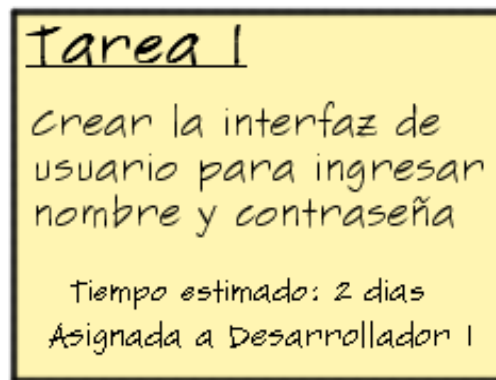 Tarea 1
Crear la interfaz de
usuario para ingresar
nombre y contraseña
Tiempo estimado: 2 dias
Asignada a Desarrollador 1